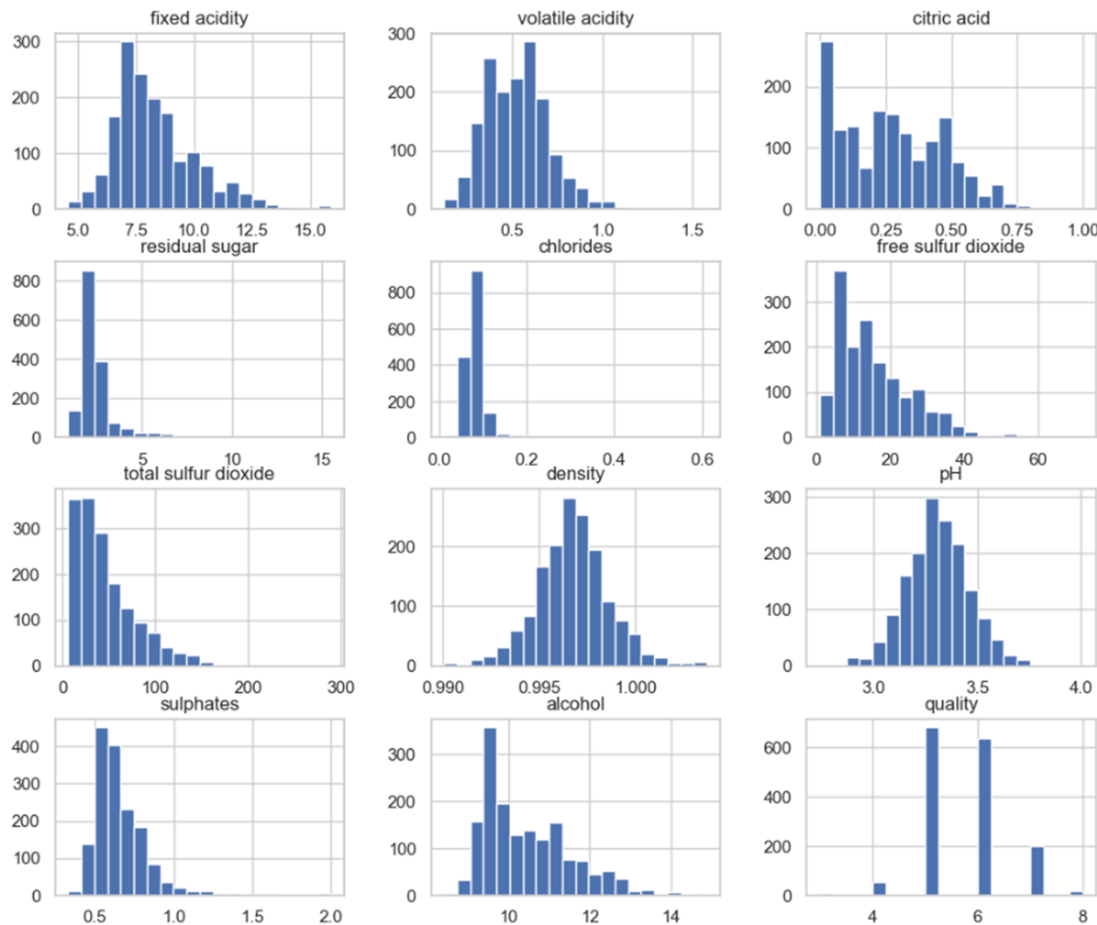 fixed acidity
300
200
100
0
5.0 7.5 10.0 12.5 15.0
volatile acidity
300
200
100
0
0.5 1.0 1.5
citric acid
200
100
0
0.00 0.25 0.50 0.75 1.00
residual sugar
800
600
400
200
0
5 10 15
chlorides
800
600
400
200
0
0.0 0.2 0.4 0.6
free sulfur dioxide
300
200
100
0
0 20 40 60
total sulfur dioxide
300
200
100
0
0 100 200 300
density
200
100
0
0.990 0.995 1.000
pH
300
200
100
0
3.0 3.5 4.0
sulphates
400
300
200
100
0
0.5 1.0 1.5 2.0
alcohol
300
200
100
0
10 12 14
quality
600
400
200
0
4 6 8